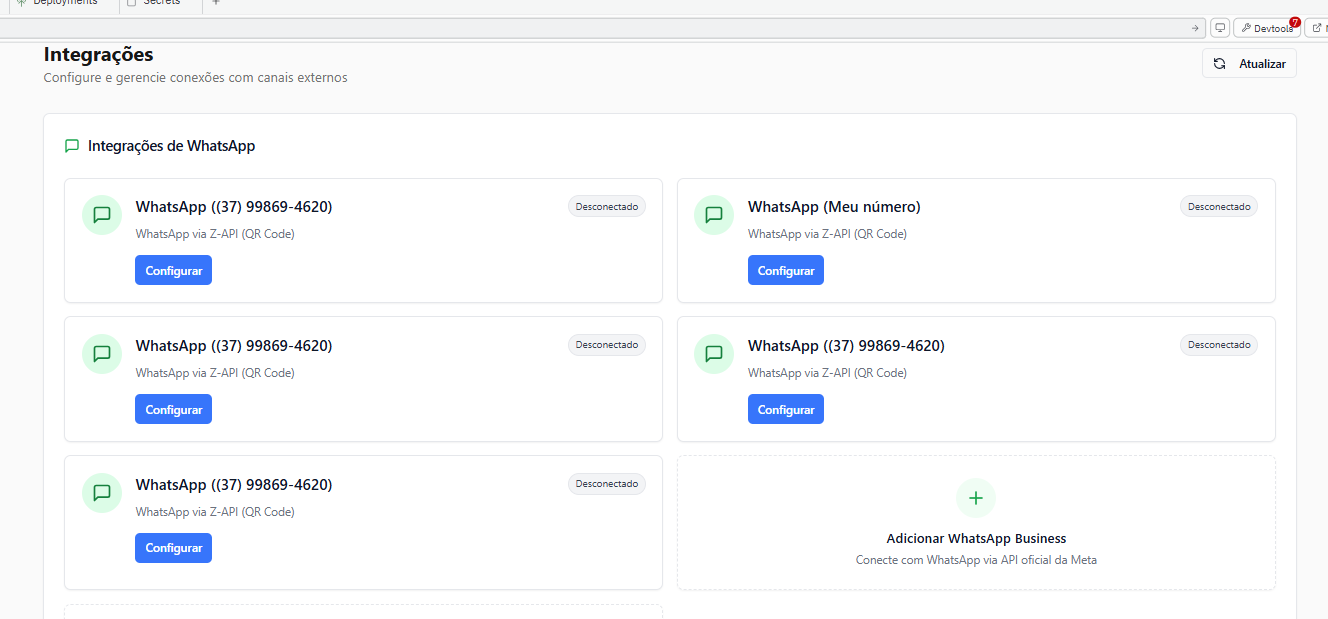 Deployments
Secrets
Devtools
7
Integrações
Configure e gerencie conexões com canais externos
Atualizar
Integrações de WhatsApp
WhatsApp ((37) 99869-4620)
Desconectado
WhatsApp via Z-API (QR Code)
Configurar
WhatsApp (Meu número)
Desconectado
WhatsApp via Z-API (QR Code)
Configurar
WhatsApp ((37) 99869-4620)
Desconectado
WhatsApp via Z-API (QR Code)
Configurar
WhatsApp ((37) 99869-4620)
Desconectado
WhatsApp via Z-API (QR Code)
Configurar
WhatsApp ((37) 99869-4620)
Desconectado
WhatsApp via Z-API (QR Code)
Configurar
Adicionar WhatsApp Business
Conecte com WhatsApp via API oficial da Meta